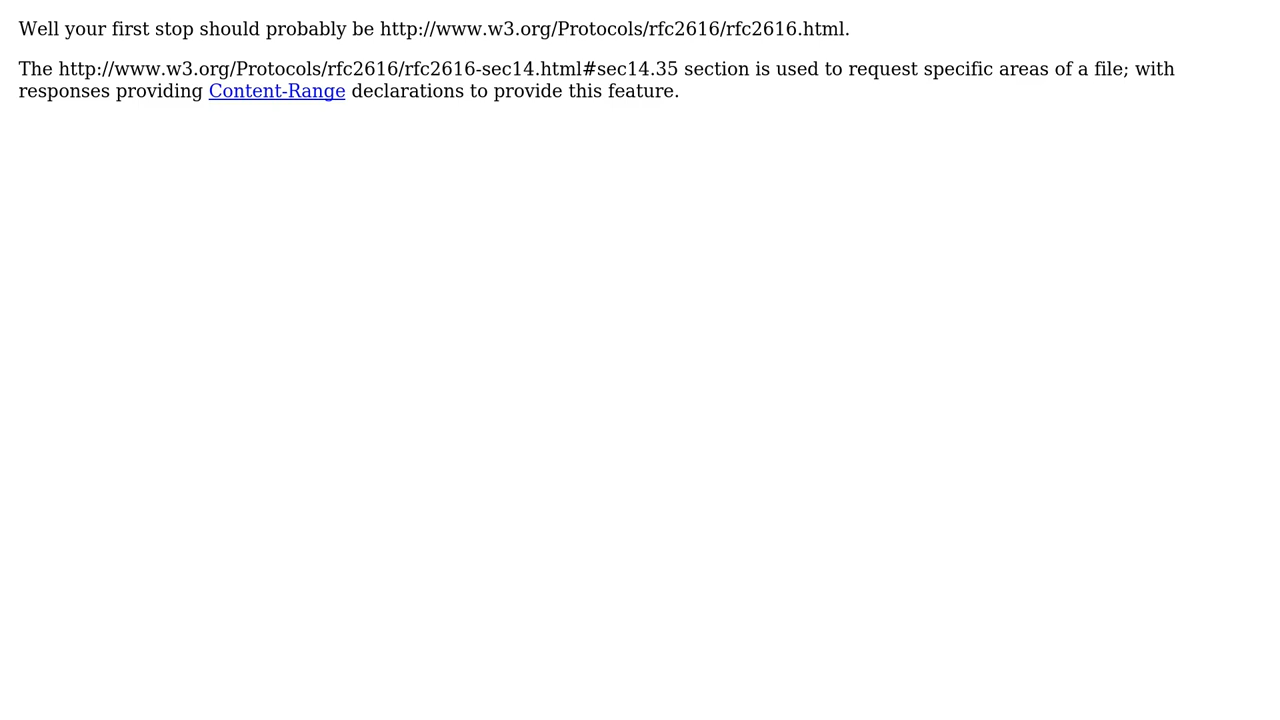 Well your first stop should probably be http://www.w3.org/Protocols/rfc2616/rfc2616.html.
The http://www.w3.org/Protocols/rfc2616/rfc2616-sec14.html#sec14.35 section is used to request specific areas of a file; with
responses providing Content-Range declarations to provide this feature.